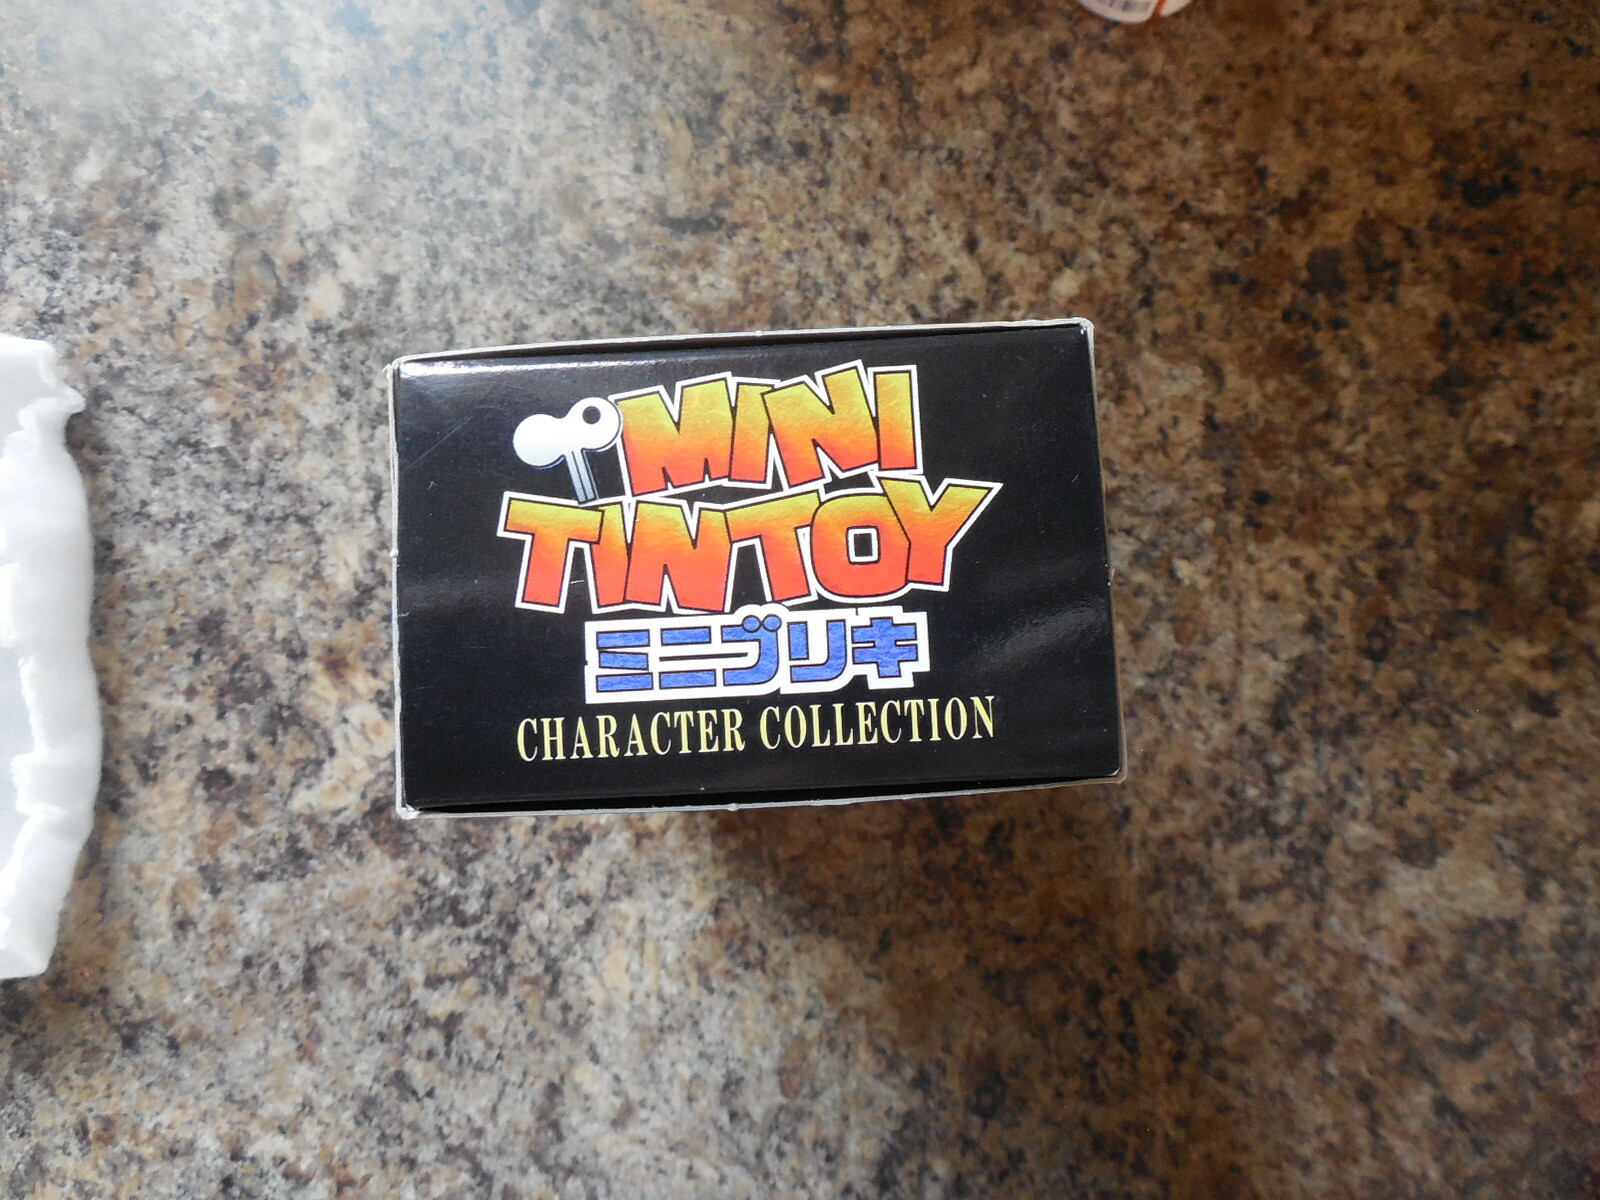 MINI
TINTOY
ミニブリキ
CHARACTER COLLECTION